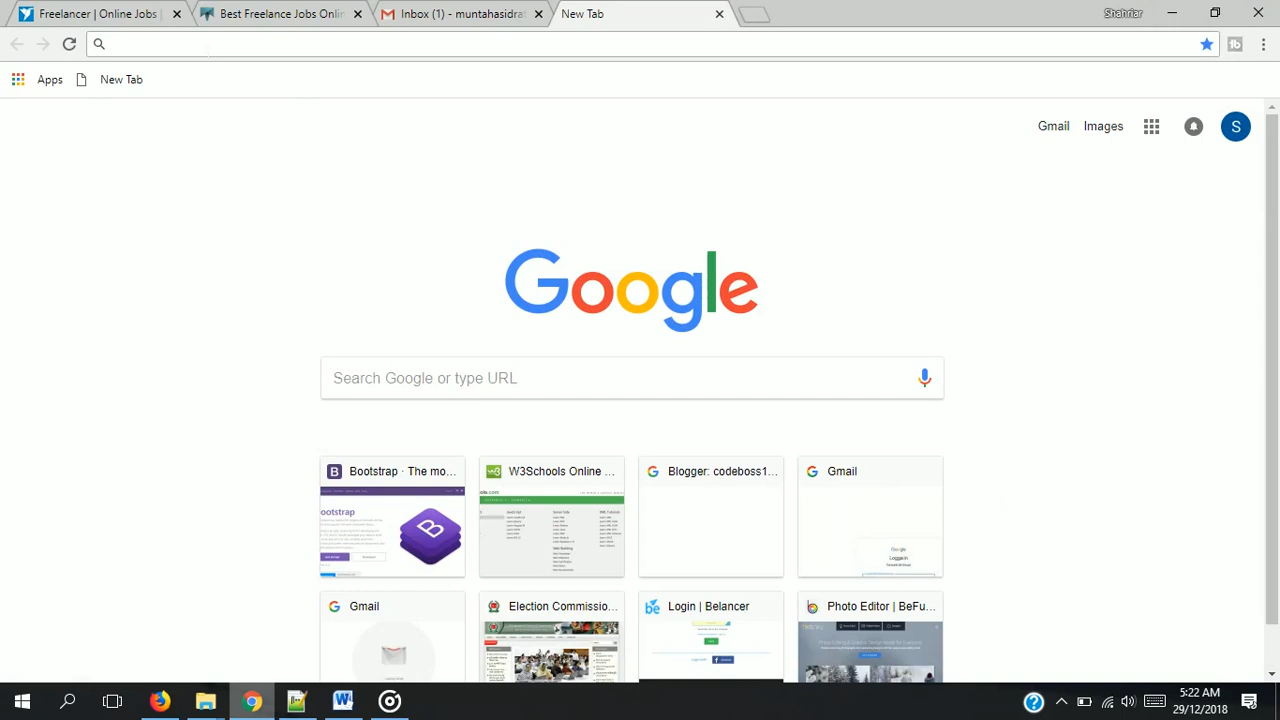 Freelancer | Online Jobs |
Best Freelance Jobs Onli
Inbox (1) - muntahasidrat
New Tab
Shahriar
Apps
New Tab
Gmail
Images
S
Google
Search Google or type URL
Bootstrap · The mo...
W3Schools Online ...
Blogger: codeboss1...
Gmail
ootstrap
Gmail
Election Commissio...
Login | Belancer
Photo Editor | BeFu...
5:22 AM
29/12/2018